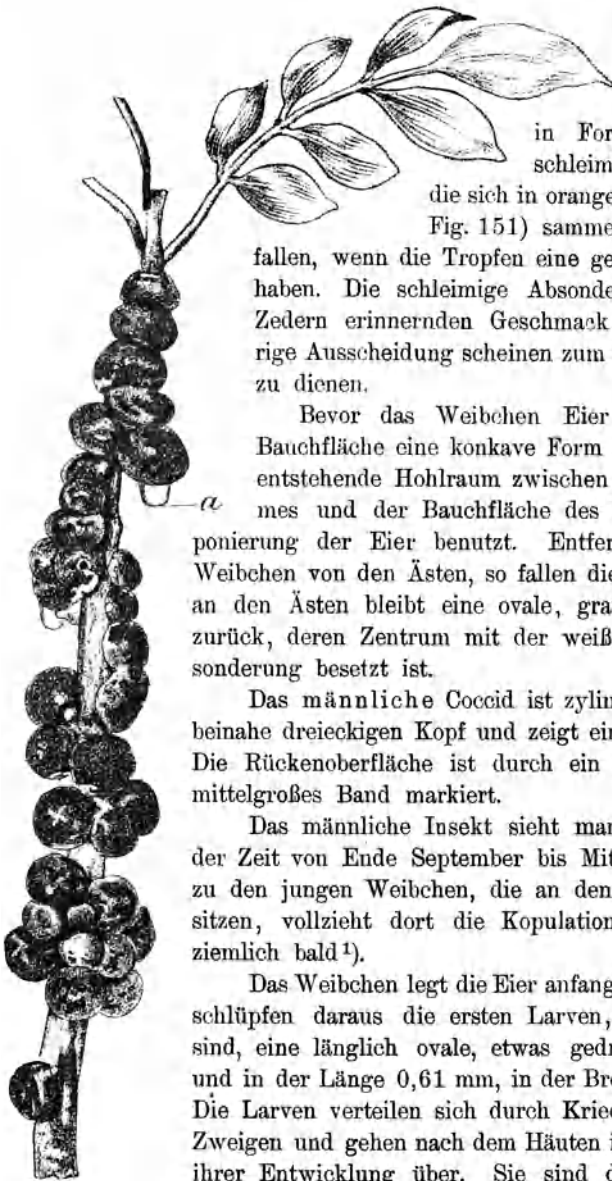 in For
schleim
die sich in orange
Fig. 151) samme
fallen, wenn die Tropfen eine ge
haben. Die schleimige Absonde
Zedern erinnernden Geschmack
rige Ausscheidung scheinen zum
zu dienen.
Bevor das Weibchen Eier
Bauchfläche eine konkave Form
entstehende Hohlraum zwischen
a
mes und der Bauchfläche des
ponierung der Eier benutzt. Entfer
Weibchen von den Ästen, so fallen die
an den Ästen bleibt eine ovale, gra
zurück, deren Zentrum mit der weiß
sonderung besetzt ist.
Das männliche Coccid ist zylin
beinahe dreieckigen Kopf und zeigt ein
Die Rückenoberfläche ist durch ein
mittelgroßes Band markiert.
Das männliche Insekt sieht man
der Zeit von Ende September bis Mit
zu den jungen Weibchen, die an den
sitzen, vollzieht dort die Kopulation
ziemlich bald¹).
Das Weibchen legt die Eier anfang
schlüpfen daraus die ersten Larven,
sind, eine länglich ovale, etwas gedr
und in der Länge 0,61 mm, in der Bre
Die Larven verteilen sich durch Kriec
Zweigen und gehen nach dem Häuten i
ihrer Entwicklung über. Sie sind d